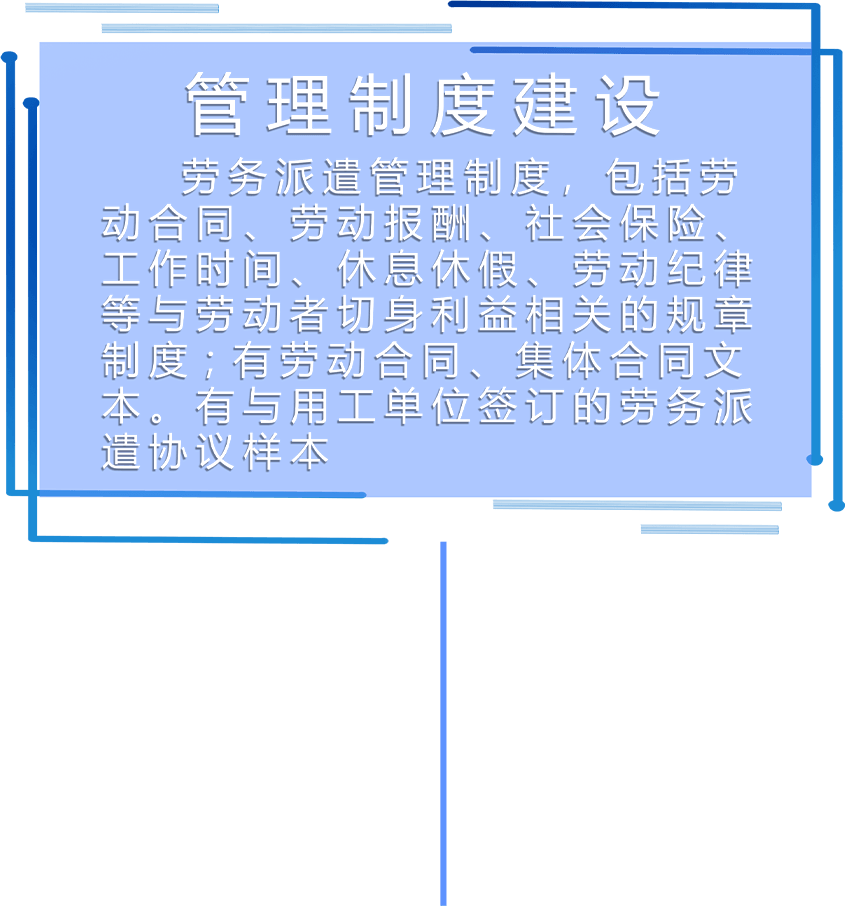 管理制度建设
劳务派遣管理制度，包括劳
动合同、劳动报酬、社会保险、
工作时间、休息休假、劳动纪律
等与劳动者切身利益相关的规章
制度；有劳动合同、集体合同文
本。有与用工单位签订的劳务派
遣协议样本